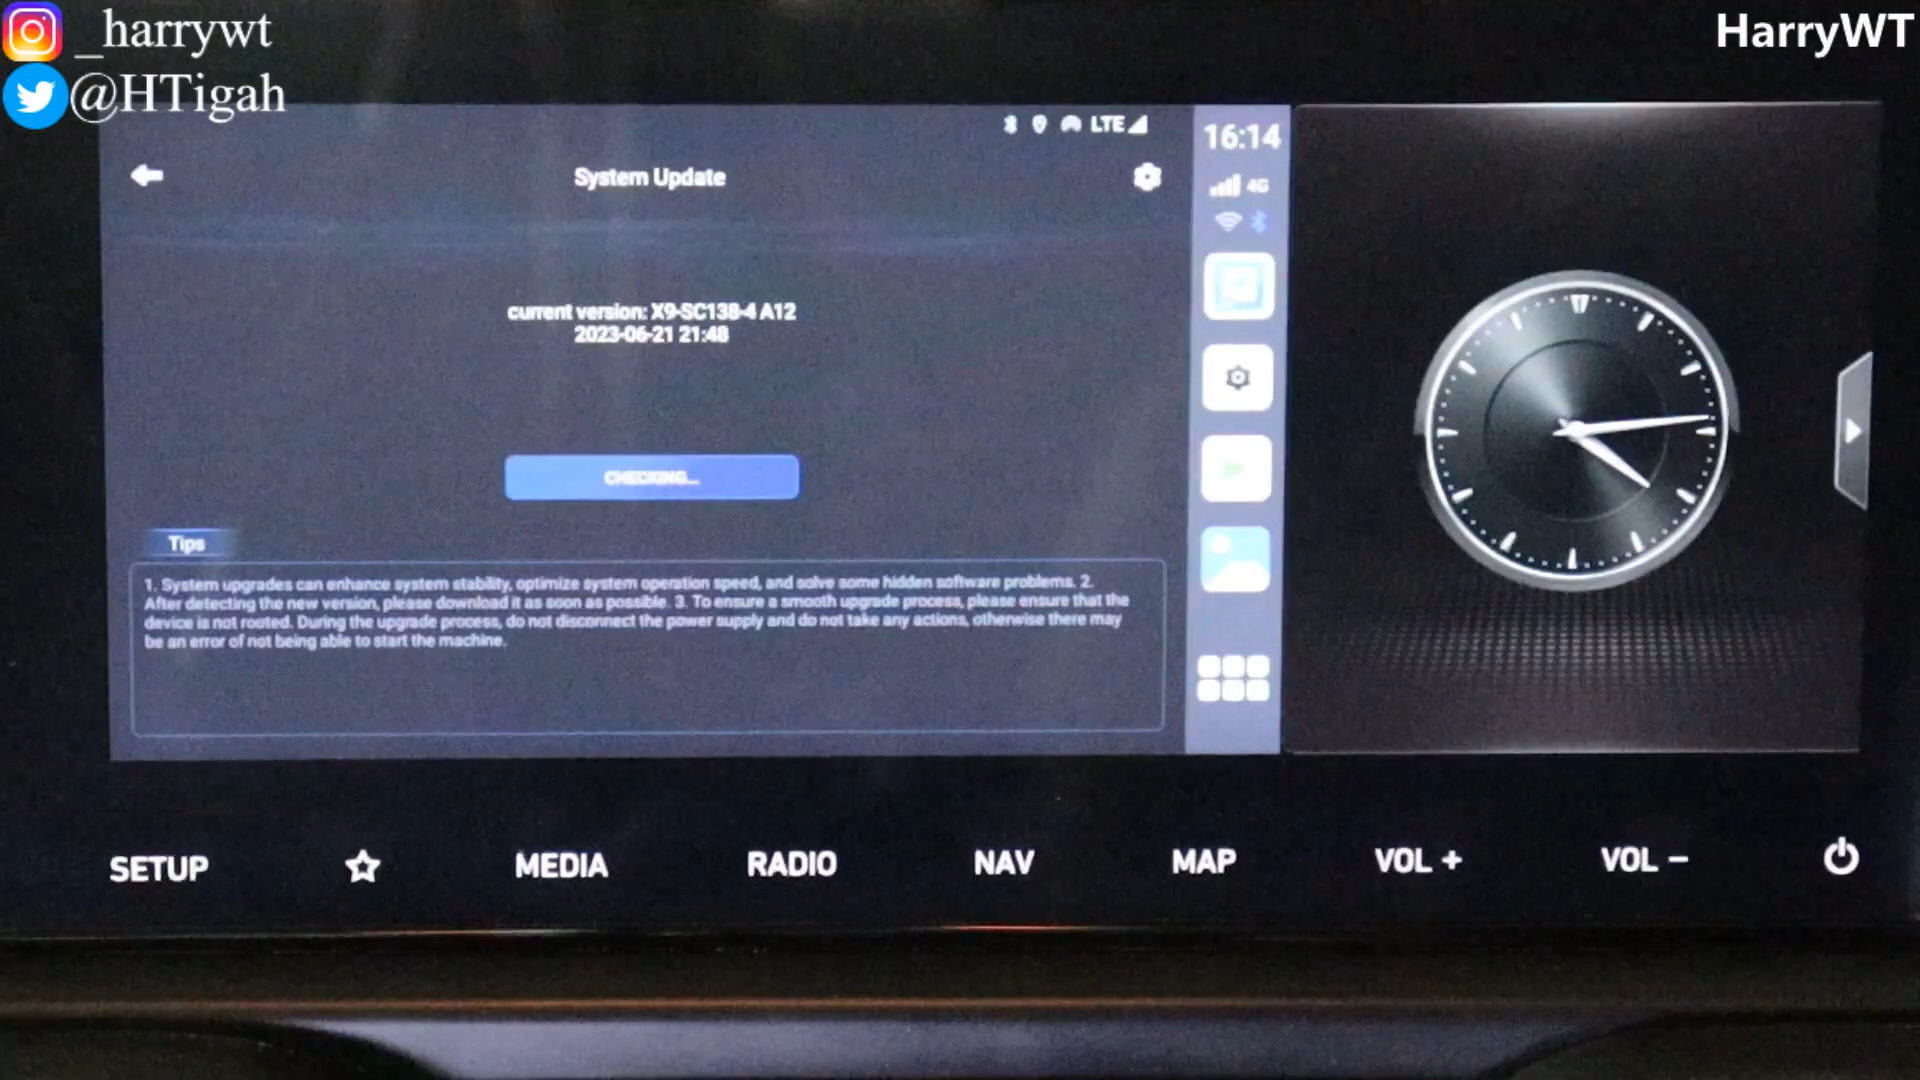 _harrywt
@HTigah
HarryWT
LTE
16:14
4G
System Update
current version: X9-SC138-4 A12
2023-06-21 21:48
CHECKING...
Tips
1. System upgrades can enhance system stability, optimize system operation speed, and solve some hidden software problems. 2.
After detecting the new version, please download it as soon as possible. 3. To ensure a smooth upgrade process, please ensure that the
device is not rooted. During the upgrade process, do not disconnect the power supply and do not take any actions, otherwise there may
be an error of not being able to start the machine.
SETUP MEDIA RADIO NAV MAP VOL + VOL −